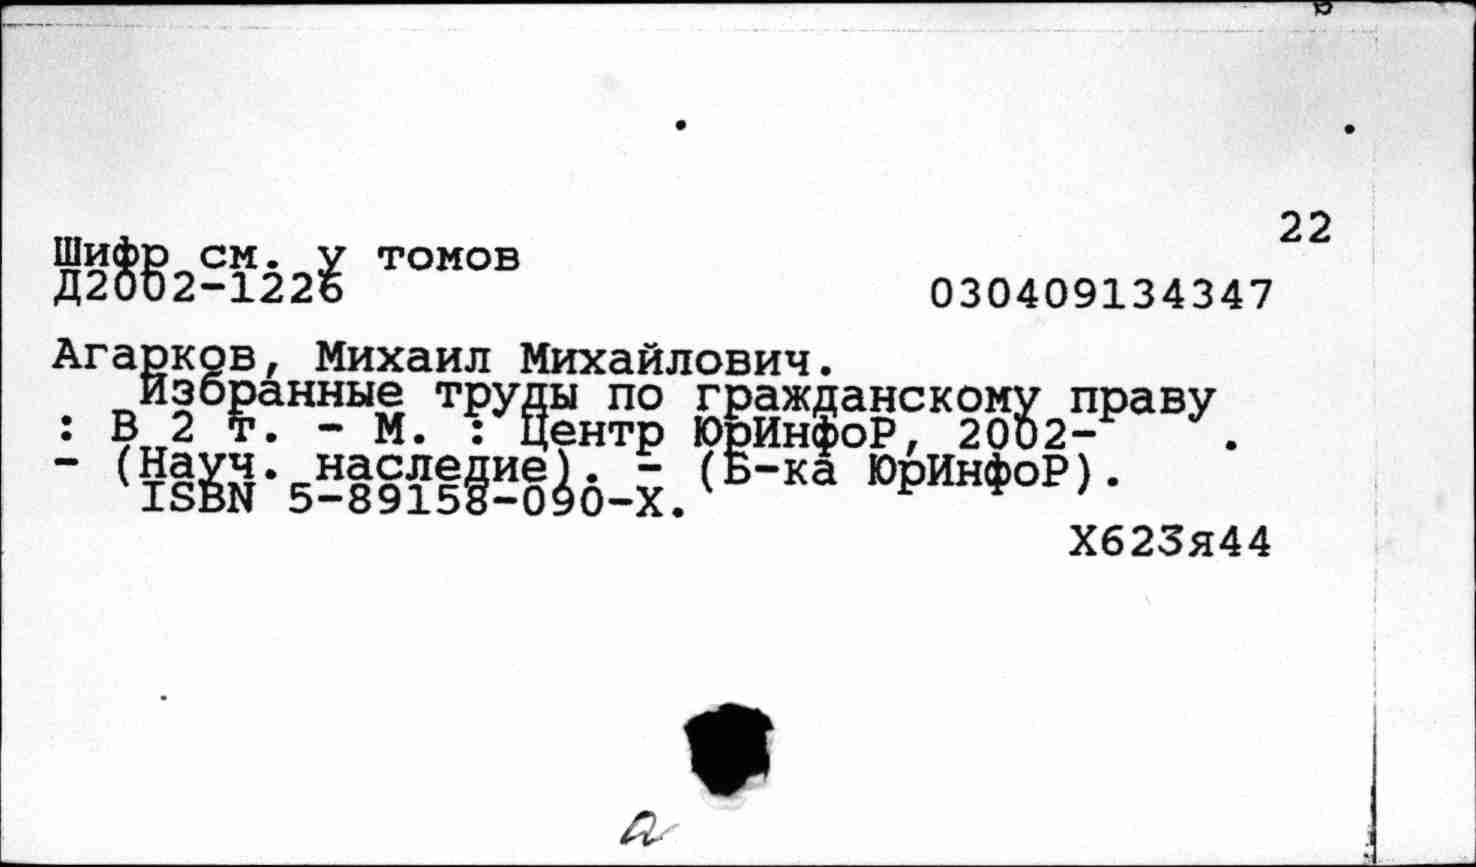 22
Шифр см. у томов
Д2002-1226
030409134347
Агарков, Михаил Михайлович.
Избранные труды по гражданскому праву
: В 2 т. - М. : Центр ЮрИнфоР, 2002-    .
- (Науч. наследие). - (Б-ка ЮрИнфоР).
ISBN 5-89158-090-X.
Х623я44